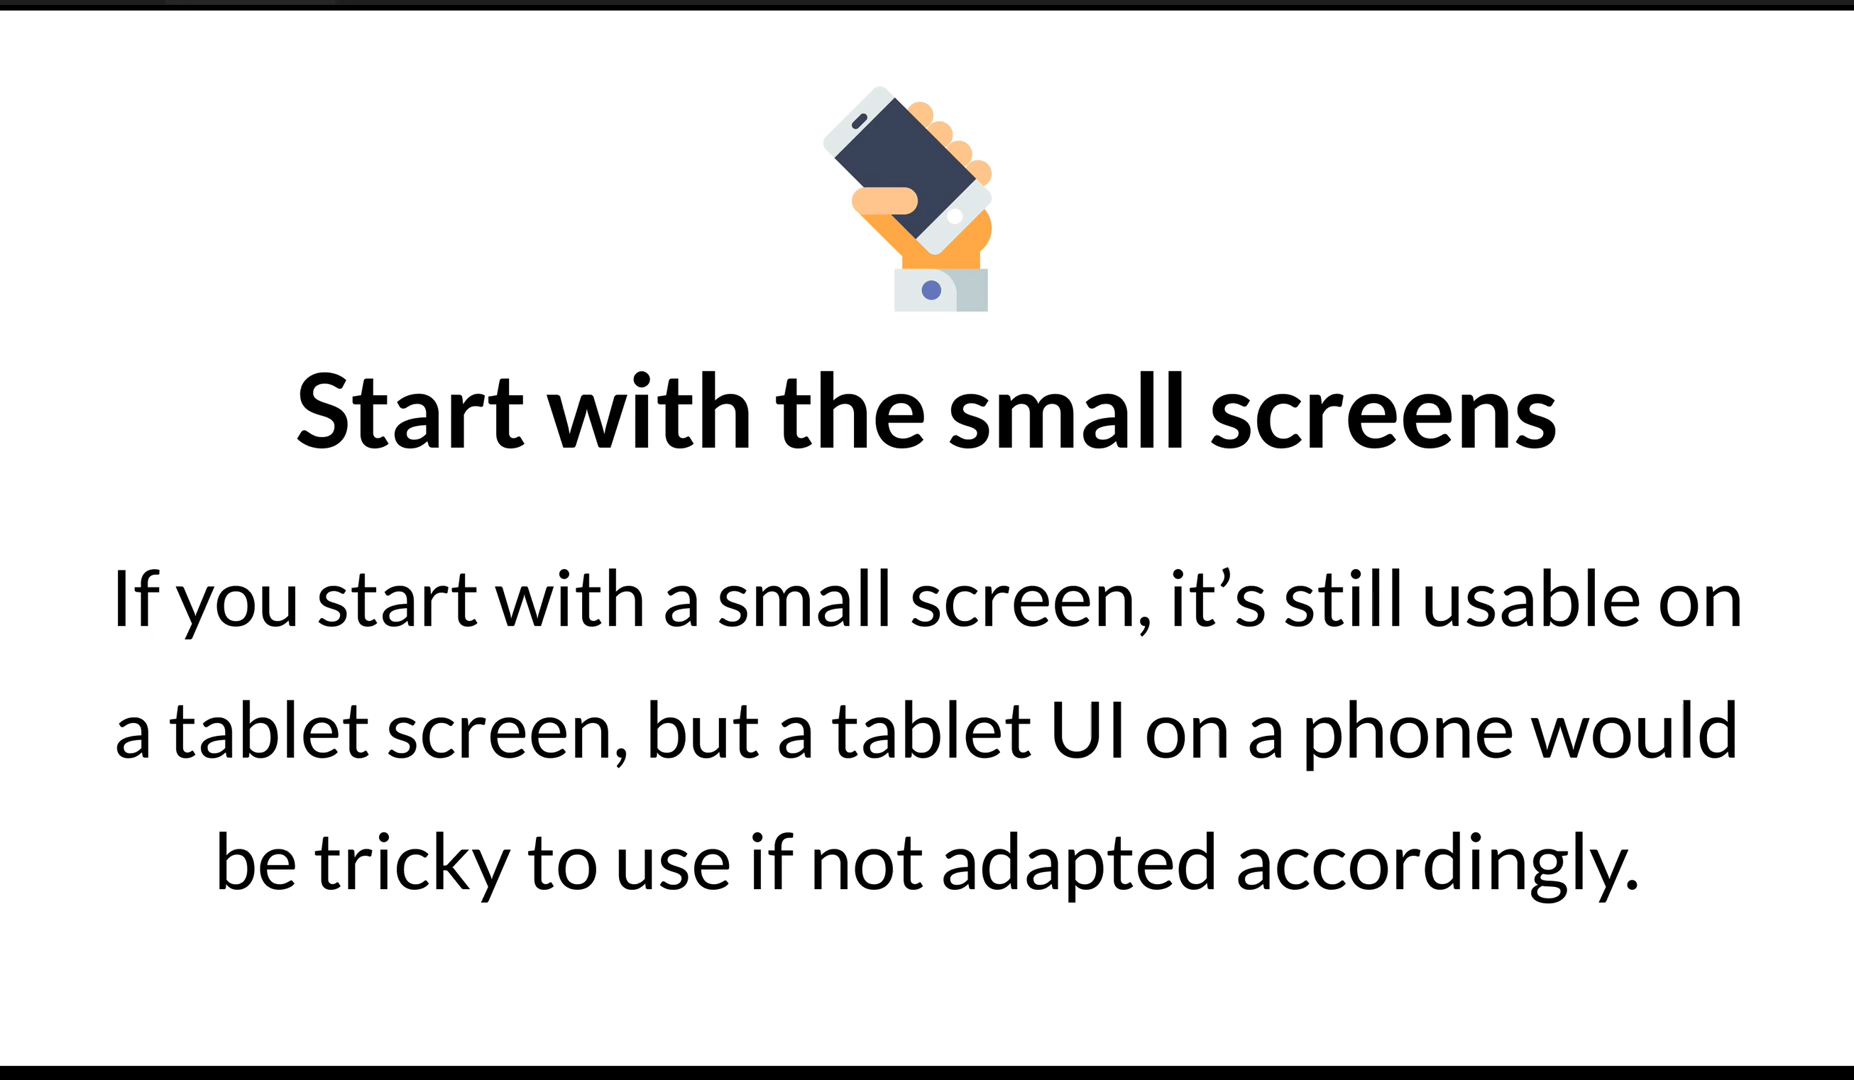 Start with the small screens
If you start with a small screen, it’s still usable on
a tablet screen, but a tablet UI on a phone would
be tricky to use if not adapted accordingly.